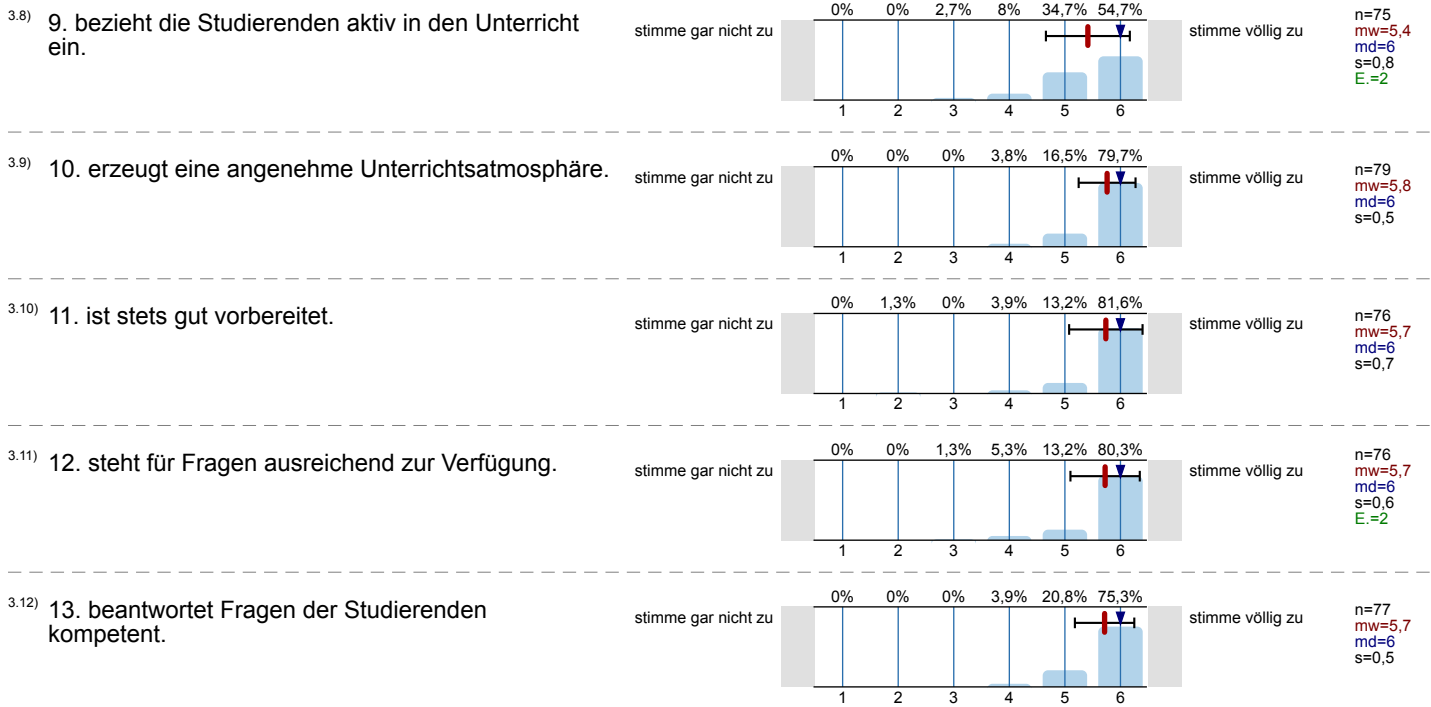 3.8) 9. bezieht die Studierenden aktiv in den Unterricht
ein.
stimme gar nicht zu
0% 0% 2,7% 8% 34,7% 54,7%
1 2 3 4 5 6
stimme völlig zu
n=75
mw=5,4
md=6
s=0,8
E.=2
3.9) 10. erzeugt eine angenehme Unterrichtsatmosphäre.
stimme gar nicht zu
0% 0% 0% 3,8% 16,5% 79,7%
1 2 3 4 5 6
stimme völlig zu
n=79
mw=5,8
md=6
s=0,5
3.10) 11. ist stets gut vorbereitet.
stimme gar nicht zu
0% 1,3% 0% 3,9% 13,2% 81,6%
1 2 3 4 5 6
stimme völlig zu
n=76
mw=5,7
md=6
s=0,7
3.11) 12. steht für Fragen ausreichend zur Verfügung.
stimme gar nicht zu
0% 0% 1,3% 5,3% 13,2% 80,3%
1 2 3 4 5 6
stimme völlig zu
n=76
mw=5,7
md=6
s=0,6
E.=2
3.12) 13. beantwortet Fragen der Studierenden
kompetent.
stimme gar nicht zu
0% 0% 0% 3,9% 20,8% 75,3%
1 2 3 4 5 6
stimme völlig zu
n=77
mw=5,7
md=6
s=0,5